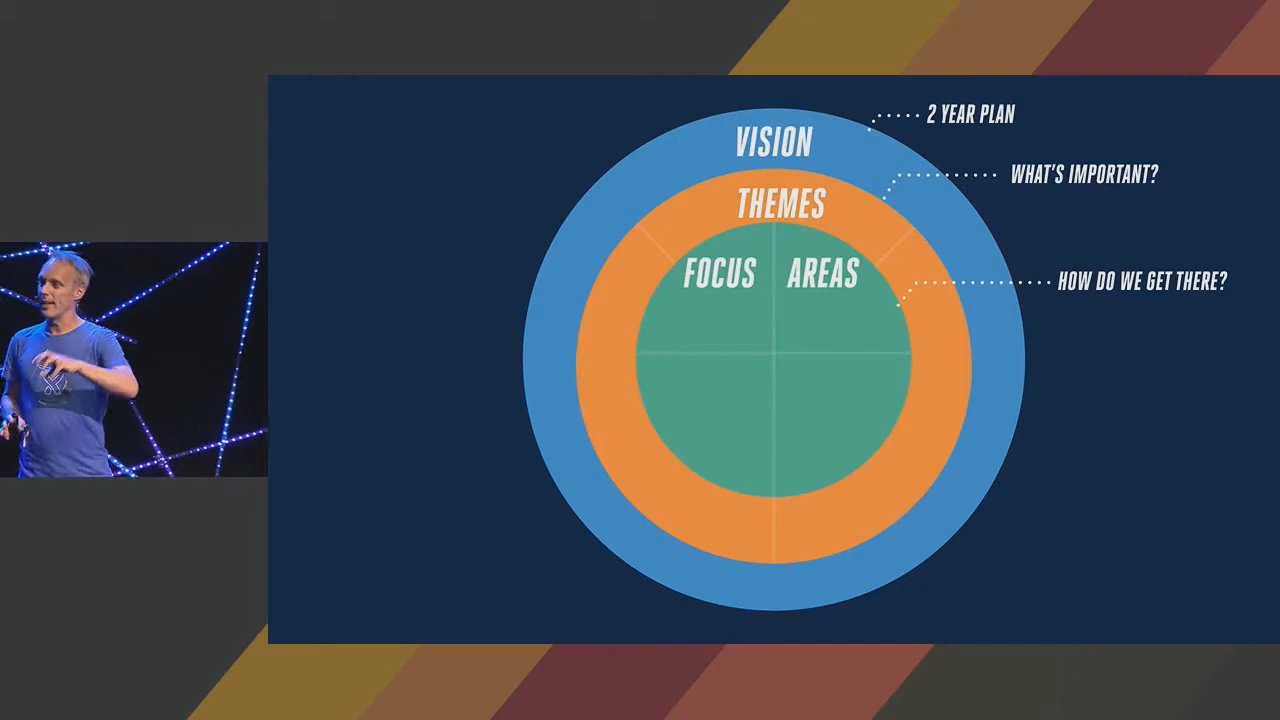 VISION
2 YEAR PLAN
THEMES
WHAT'S IMPORTANT?
FOCUS AREAS
HOW DO WE GET THERE?